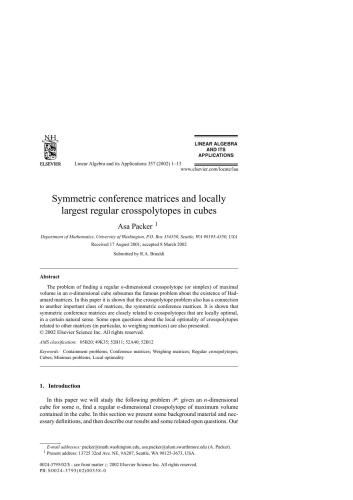 NH
ELSEVIER
Linear Algebra and its Applications 357 (2002) 1–13
LINEAR ALGEBRA
AND ITS
APPLICATIONS
www.elsevier.com/locate/laa
Symmetric conference matrices and locally
largest regular crosspolytopes in cubes
Asa Packer 1
Department of Mathematics, University of Washington, P.O. Box 354350, Seattle, WA 98195-4350, USA
Received 17 August 2001; accepted 8 March 2002
Submitted by R.A. Brualdi
Abstract
The problem of finding a regular n-dimensional crosspolytope (or simplex) of maximal
volume in an n-dimensional cube subsumes the famous problem about the existence of Had-
amard matrices. In this paper it is shown that the crosspolytope problem also has a connection
to another important class of matrices, the symmetric conference matrices. It is shown that
symmetric conference matrices are closely related to crosspolytopes that are locally optimal,
in a certain natural sense. Some open questions about the local optimality of crosspolytopes
related to other matrices (in particular, to weighing matrices) are also presented.
© 2002 Elsevier Science Inc. All rights reserved.
AMS classification: 05B20; 49K35; 52B11; 52A40; 52B12
Keywords: Containment problems; Conference matrices; Weighing matrices; Regular crosspolytopes;
Cubes; Minimax problems; Local optimality
1. Introduction
In this paper we will study the following problem 𝒫: given an n-dimensional
cube for some n, find a regular n-dimensional crosspolytope of maximum volume
contained in the cube. In this section we present some background material and nec-
essary definitions, and then describe our results and some related open questions. Our
E-mail addresses: packer@math.washington.edu, asa.packer@alum.swarthmore.edu (A. Packer).
1 Present address: 13725 32nd Ave. NE, #A207, Seattle, WA 98125-3673, USA.
0024-3795/02/$ - see front matter © 2002 Elsevier Science Inc. All rights reserved.
PII: S0024-3795(02)00358-0